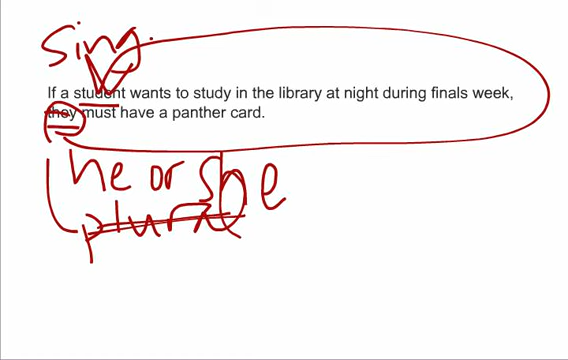 Sing.
If a student wants to study in the library at night during finals week,
they must have a panther card.
he or she
plural